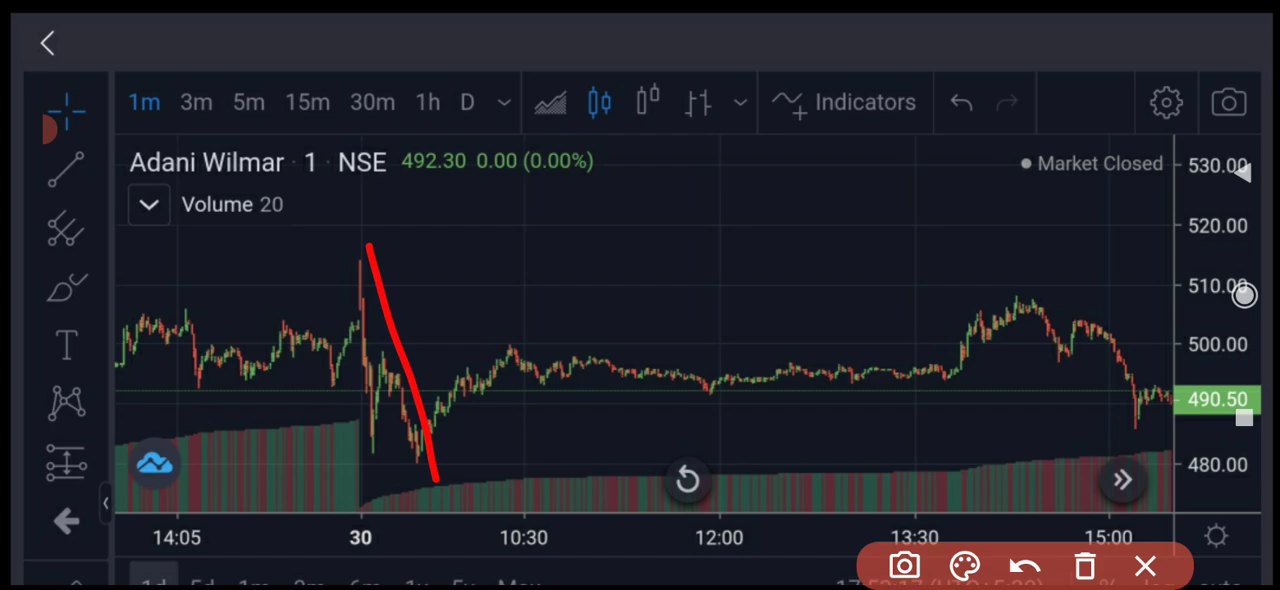 1m 3m 5m 15m 30m 1h D Indicators
Adani Wilmar · 1 · NSE 492.30 0.00 (0.00%)
Market Closed
Volume 20
530.00
520.00
510.00
500.00
490.50
480.00
14:05 30 10:30 12:00 13:30 15:00